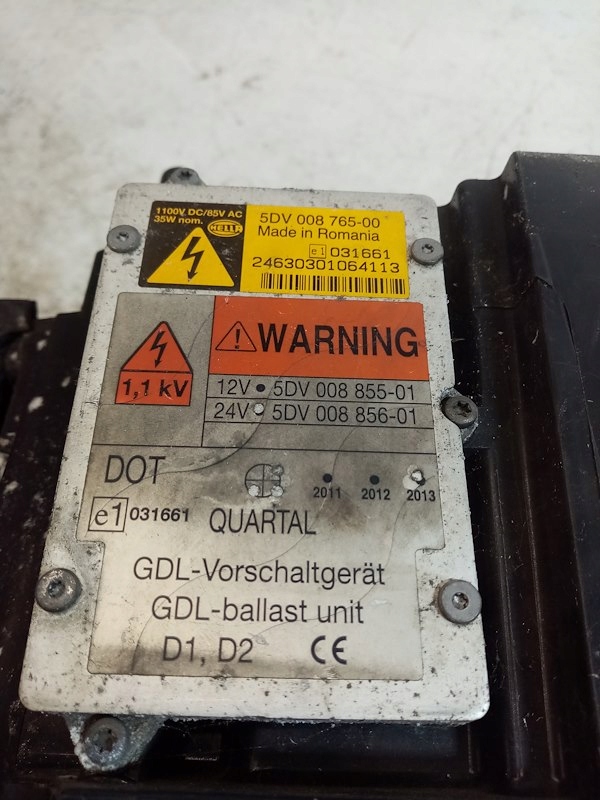 1100V DC/85V AC
35W nom.
HELLA
5DV 008 765-00
Made in Romania
e1 031661
24630301064113
WARNING
1,1 kV
12V 5DV 008 855-01
24V 5DV 008 856-01
DOT
2011 2012 2013
e1 031661 QUARTAL
GDL-Vorschaltgerät
GDL-ballast unit
D1, D2 CE